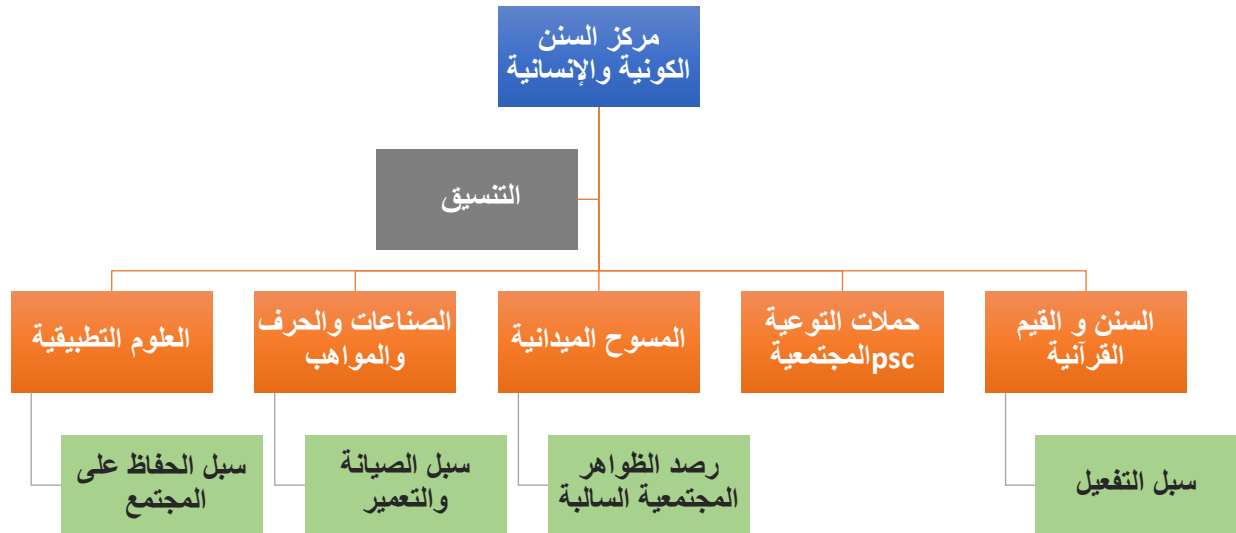 مركز السنن
الكونية والإنسانية
التنسيق
السنن و القيم
القرآنية
حملات التوعية
المجتمعيةpsc
المسوح الميدانية
الصناعات والحرف
والمواهب
العلوم التطبيقية
سبل التفعيل
رصد الظواهر
المجتمعية السالبة
سبل الصيانة
والتعمير
سبل الحفاظ على
المجتمع